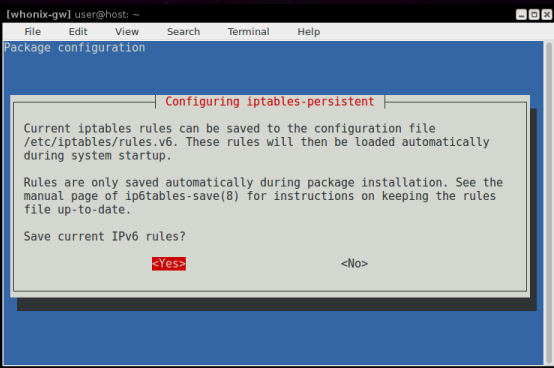 [whonix-gw] user@host: ~
File Edit View Search Terminal Help
Package configuration
Configuring iptables-persistent
Current iptables rules can be saved to the configuration file
/etc/iptables/rules.v6. These rules will then be loaded automatically
during system startup.
Rules are only saved automatically during package installation. See the
manual page of ip6tables-save(8) for instructions on keeping the rules
file up-to-date.
Save current IPv6 rules?
<Yes> <No>